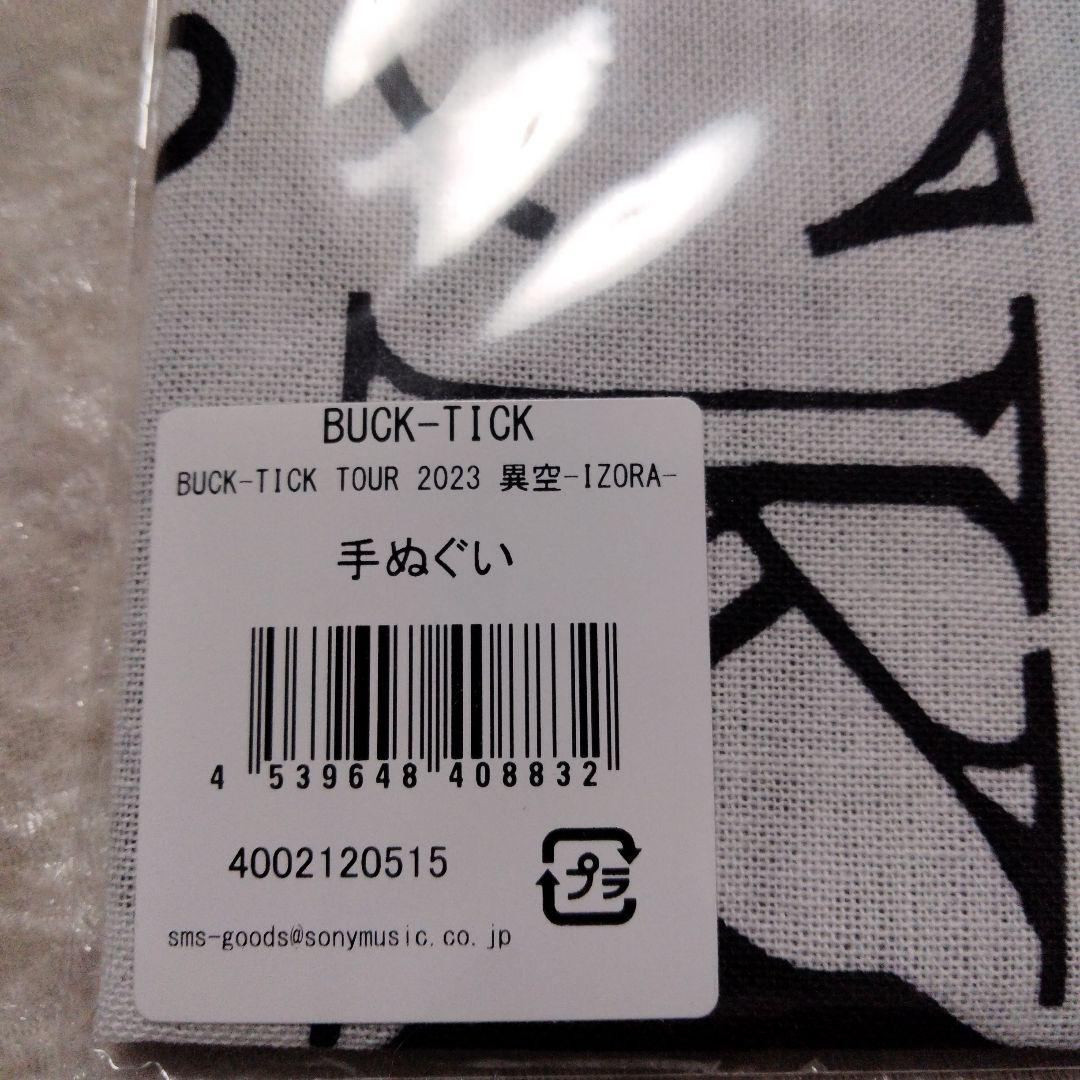 BUCK-TICK
BUCK-TICK TOUR 2023 異空-IZORA-
手ぬぐい
4 539648 408832
4002120515
プラ
sms-goods@sonymusic.co.jp